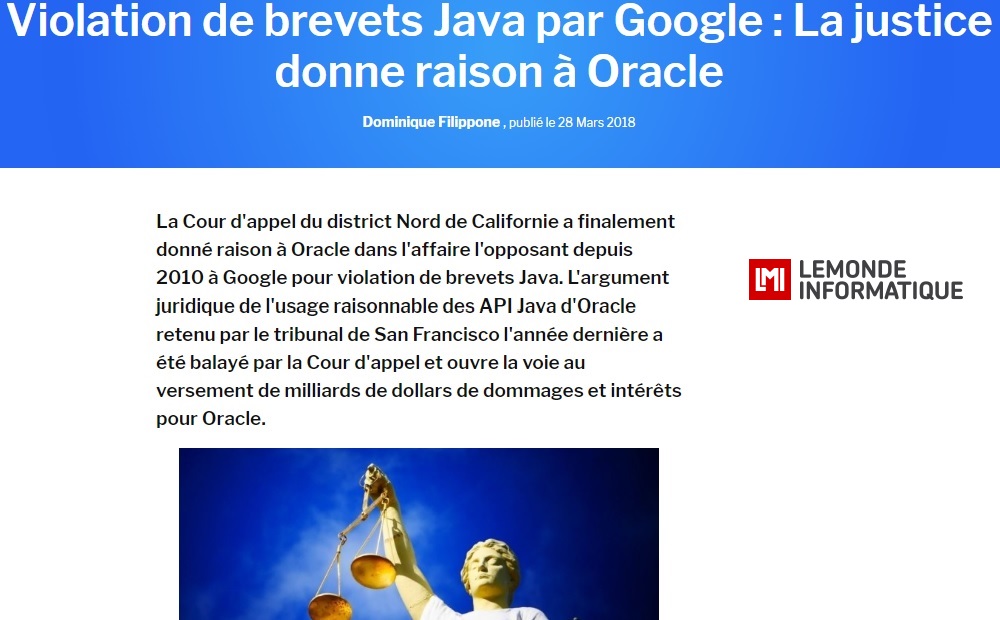 Violation de brevets Java par Google : La justice
donne raison à Oracle
Dominique Filippone , publié le 28 Mars 2018
La Cour d'appel du district Nord de Californie a finalement
donné raison à Oracle dans l'affaire l'opposant depuis
2010 à Google pour violation de brevets Java. L'argument
juridique de l'usage raisonnable des API Java d'Oracle
retenu par le tribunal de San Francisco l'année dernière a
été balayé par la Cour d'appel et ouvre la voie au
versement de milliards de dollars de dommages et intérêts
pour Oracle.
LMI LEMONDE
INFORMATIQUE